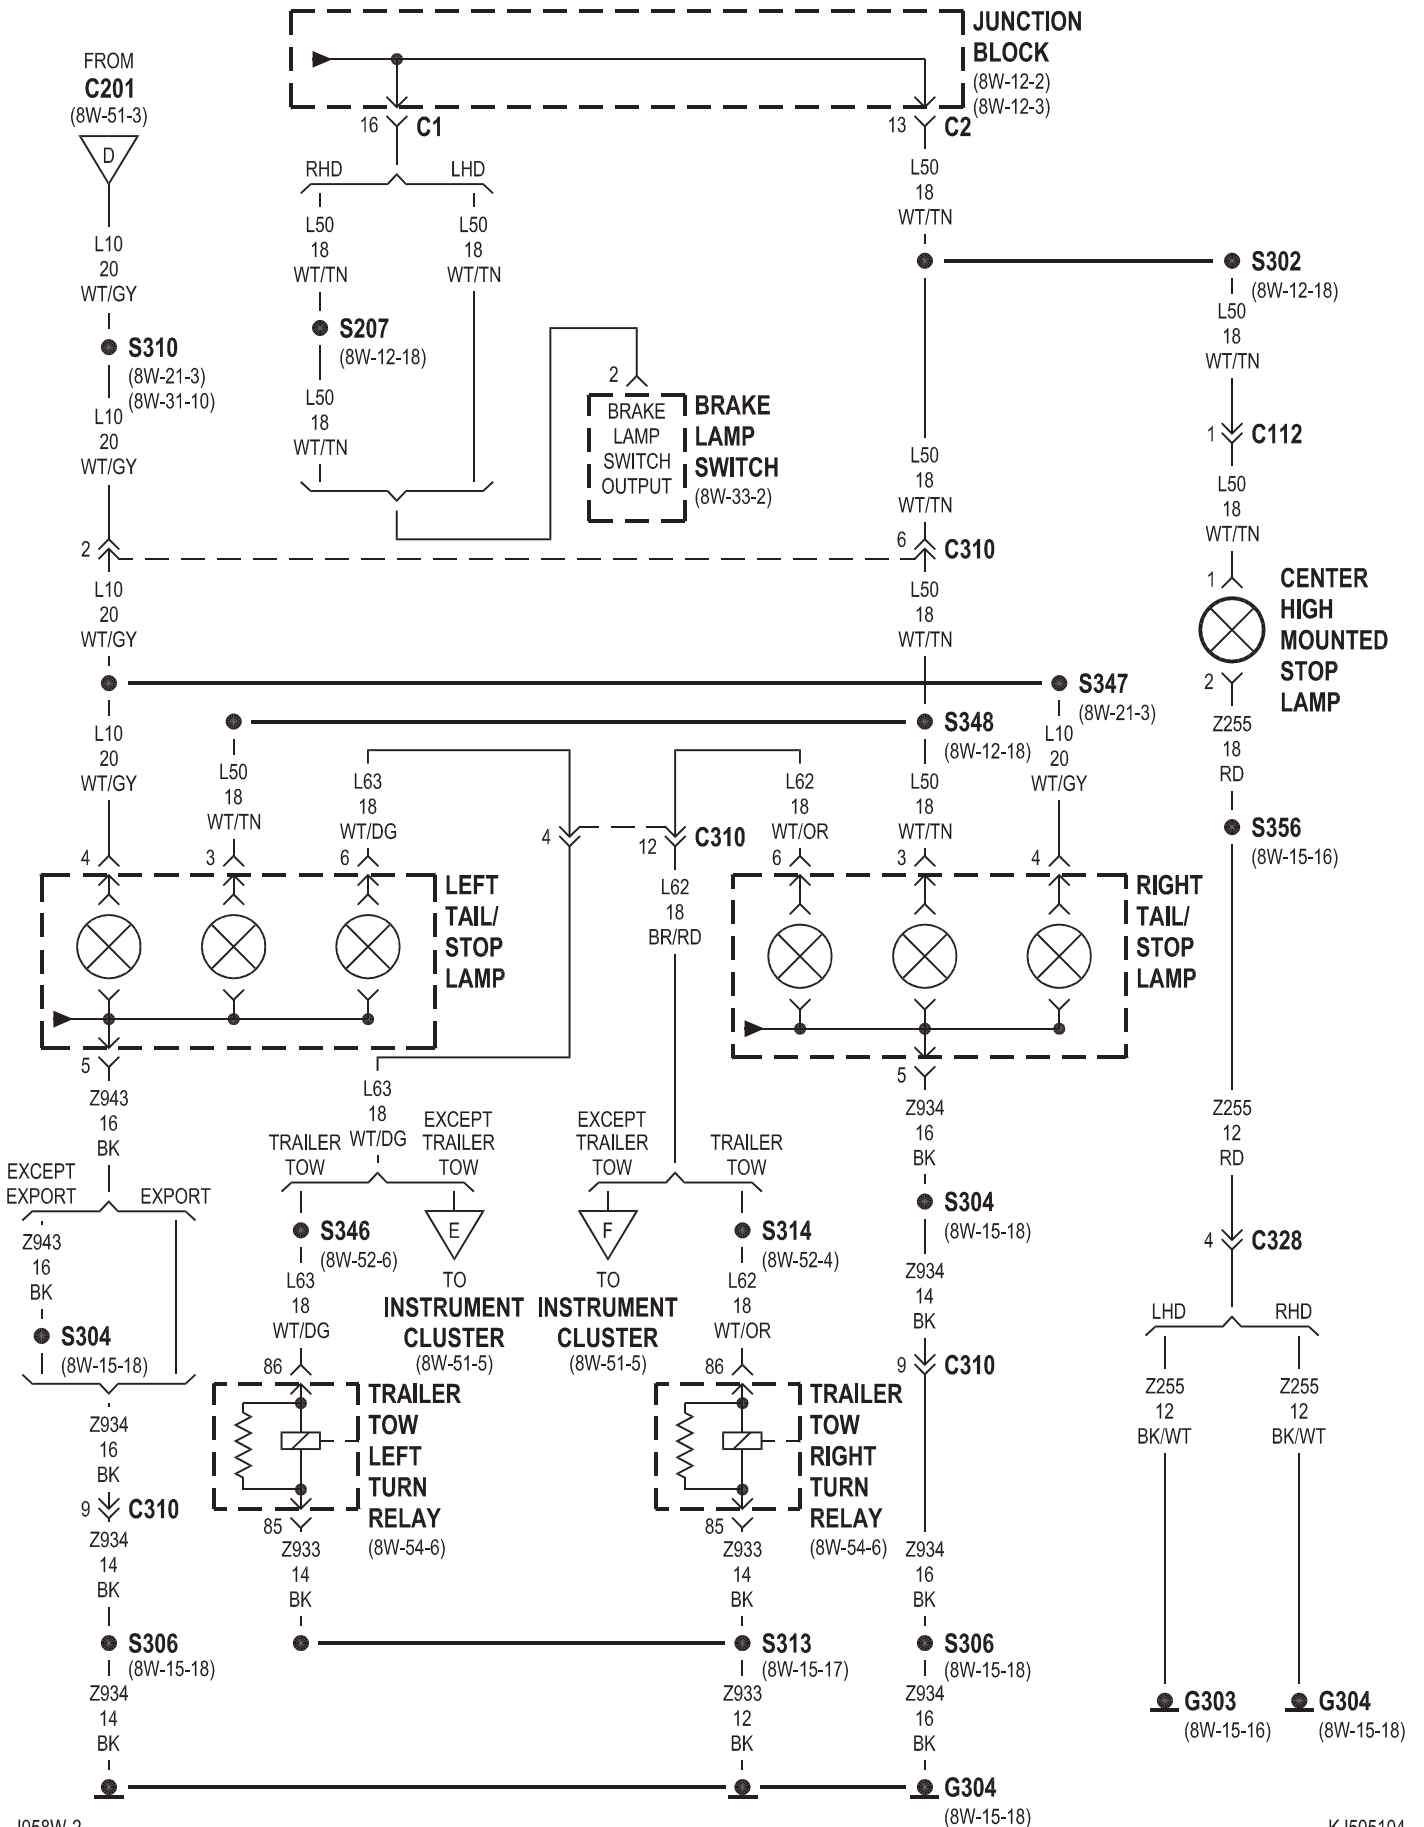 JUNCTION
BLOCK
(8W-12-2)
(8W-12-3)
FROM
C201
(8W-51-3)
D
16 C1
13 C2
RHD LHD
L50
18
WT/TN
L50
18
WT/TN
L50
18
WT/TN
L10
20
WT/GY
S302
(8W-12-18)
S207
(8W-12-18)
L50
18
WT/TN
S310
(8W-21-3)
(8W-31-10)
L50
18
WT/TN
L10
20
WT/GY
2
BRAKE
LAMP
SWITCH
OUTPUT
BRAKE
LAMP
SWITCH
(8W-33-2)
1 C112
L50
18
WT/TN
L50
18
WT/TN
2
6 C310
L10
20
WT/GY
L50
18
WT/TN
1
CENTER
HIGH
MOUNTED
STOP
LAMP
2
S347
(8W-21-3)
S348
(8W-12-18)
L10
20
WT/GY
L50
18
WT/TN
L63
18
WT/DG
L62
18
WT/OR
L50
18
WT/TN
L10
20
WT/GY
Z255
18
RD
4
12
C310
S356
(8W-15-16)
4 3 6
6 3 4
LEFT
TAIL/
STOP
LAMP
L62
18
BR/RD
RIGHT
TAIL/
STOP
LAMP
5
5
Z943
16
BK
L63
18
WT/DG
Z934
16
BK
Z255
12
RD
TRAILER
TOW
EXCEPT
TRAILER
TOW
EXCEPT
TRAILER
TOW
TRAILER
TOW
EXCEPT
EXPORT
EXPORT
S304
(8W-15-18)
S346
(8W-52-6)
E
F
S314
(8W-52-4)
Z943
16
BK
4 C328
TO
INSTRUMENT
CLUSTER
(8W-51-5)
TO
INSTRUMENT
CLUSTER
(8W-51-5)
L63
18
WT/DG
L62
18
WT/OR
Z934
14
BK
S304
(8W-15-18)
LHD RHD
86
86
9 C310
TRAILER
TOW
LEFT
TURN
RELAY
(8W-54-6)
TRAILER
TOW
RIGHT
TURN
RELAY
(8W-54-6)
Z255
12
BK/WT
Z255
12
BK/WT
Z934
16
BK
9 C310
85
85
Z934
14
BK
Z933
14
BK
Z933
14
BK
Z934
16
BK
S306
(8W-15-18)
S313
(8W-15-17)
S306
(8W-15-18)
Z934
14
BK
Z933
12
BK
Z934
16
BK
G303
(8W-15-16)
G304
(8W-15-18)
G304
(8W-15-18)
J058W-2
KJ505104